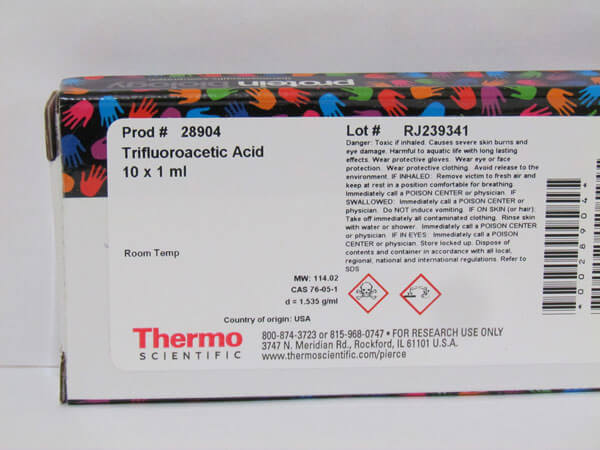 protein biology
Prod # 28904
Trifluoroacetic Acid
10 x 1 ml
Room Temp
MW: 114.02
CAS 76-05-1
d = 1.535 g/ml
Country of origin: USA
Lot # RJ239341
Danger: Toxic if inhaled. Causes severe skin burns and
eye damage. Harmful to aquatic life with long lasting
effects. Wear protective gloves. Wear eye or face
protection. Wear protective clothing. Avoid release to the
environment. IF INHALED: Remove victim to fresh air and
keep at rest in a position comfortable for breathing.
Immediately call a POISON CENTER or physician. IF
SWALLOWED: Immediately call a POISON CENTER or
physician. Do NOT induce vomiting. IF ON SKIN (or hair):
Take off immediately all contaminated clothing. Rinse skin
with water or shower. Immediately call a POISON CENTER
or physician. IF IN EYES: Immediately call a POISON
CENTER or physician. Store locked up. Dispose of
contents and container in accordance with all local,
regional, national and international regulations. Refer to
SDS
*0028904*
Thermo
SCIENTIFIC
800-874-3723 or 815-968-0747 • FOR RESEARCH USE ONLY
3747 N. Meridian Rd., Rockford, IL 61101 U.S.A.
www.thermoscientific.com/pierce